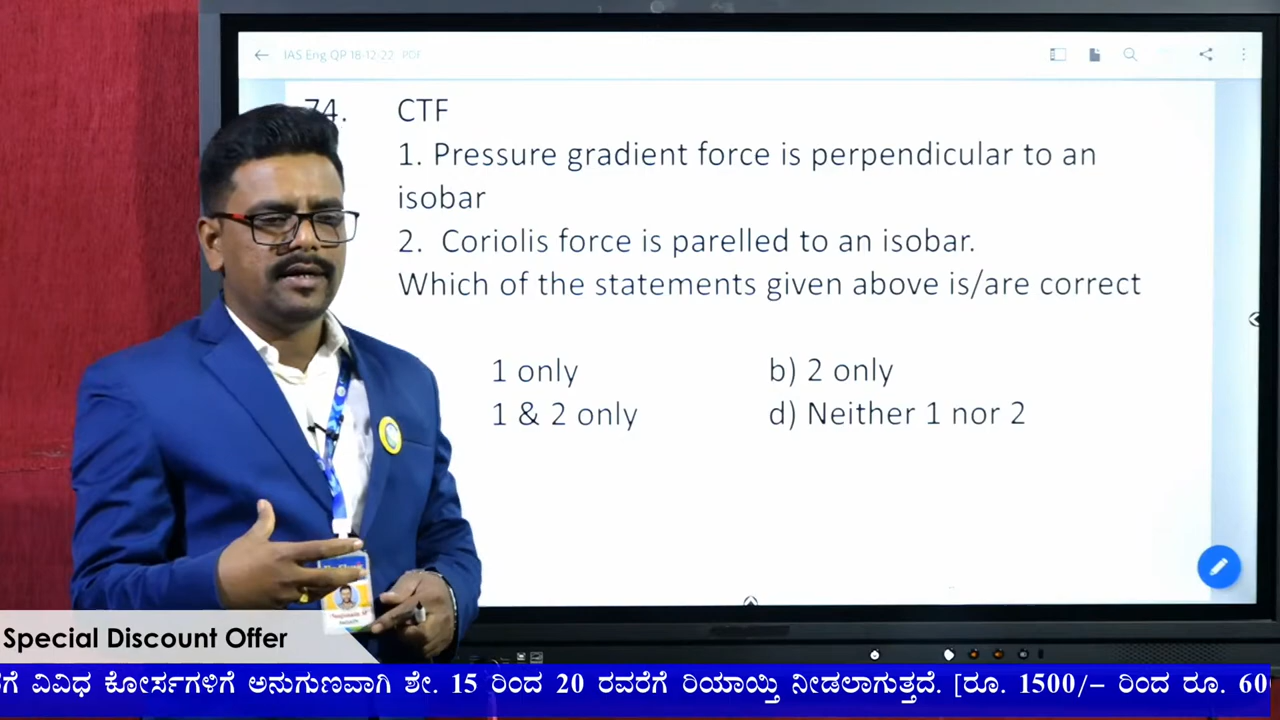 IAS Eng QP 18-12-22 PDF
74. CTF
1. Pressure gradient force is perpendicular to an
isobar
2. Coriolis force is parelled to an isobar.
Which of the statements given above is/are correct
1 only b) 2 only
1 & 2 only d) Neither 1 nor 2
Special Discount Offer
ಗೆ ವಿವಿಧ ಕೋರ್ಸಗಳಿಗೆ ಅನುಗುಣವಾಗಿ ಶೇ. 15 ರಿಂದ 20 ರವರೆಗೆ ರಿಯಾಯ್ತಿ ನೀಡಲಾಗುತ್ತದೆ. [ರೂ. 1500/– ರಿಂದ ರೂ. 60